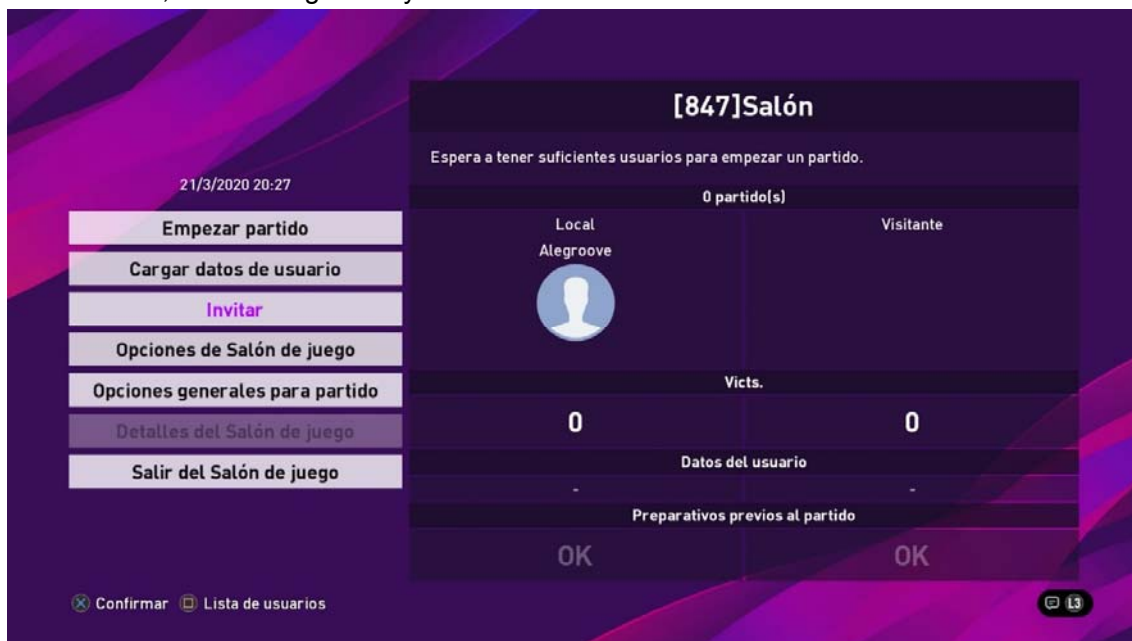 [847]Salón
Espera a tener suficientes usuarios para empezar un partido.
21/3/2020 20:27
0 partido(s)
Empezar partido
Cargar datos de usuario
Invitar
Opciones de Salón de juego
Opciones generales para partido
Detalles del Salón de juego
Salir del Salón de juego
Local
Visitante
Alegroove
Victs.
0
0
Datos del usuario
-
-
Preparativos previos al partido
OK
OK
Confirmar
Lista de usuarios
L3